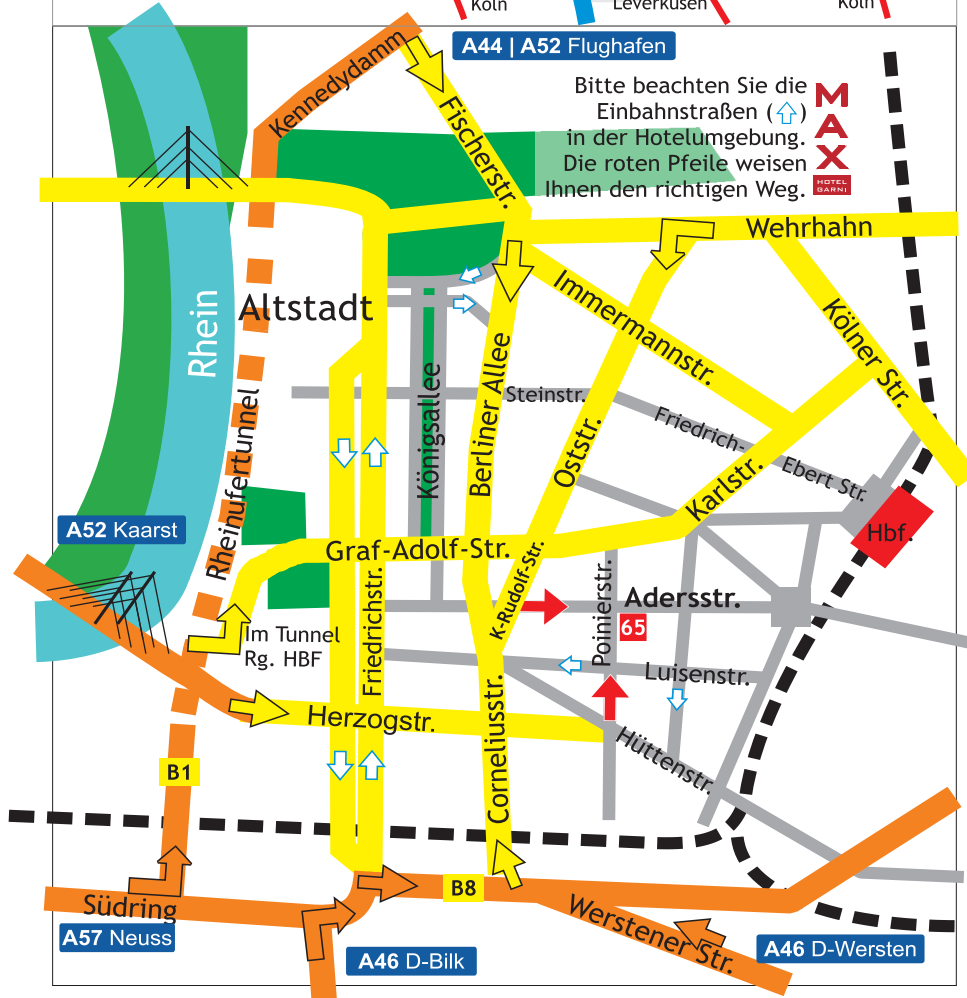 Köln
Leverkusen
Köln
A44 | A52 Flughafen
Kennedydamm
Fischerstr.
Bitte beachten Sie die
Einbahnstraßen ( )
in der Hotelumgebung.
Die roten Pfeile weisen
Ihnen den richtigen Weg.
M
A
X
HOTEL
GARNI
Wehrhahn
Rhein
Altstadt
Immermannstr.
Kölner Str.
Königsallee
Berliner Allee
Steinstr.
Oststr.
Friedrich-
Ebert Str.
Karlstr.
Rheinufertunnel
A52 Kaarst
Graf-Adolf-Str.
Hbf.
K-Rudolf-Str.
Poinierstr.
Adersstr.
65
Im Tunnel
Rg. HBF
Friedrichstr.
Luisenstr.
Herzogstr.
Corneliusstr.
Hüttenstr.
B1
B8
Südring
A57 Neuss
A46 D-Bilk
Werstener Str.
A46 D-Wersten